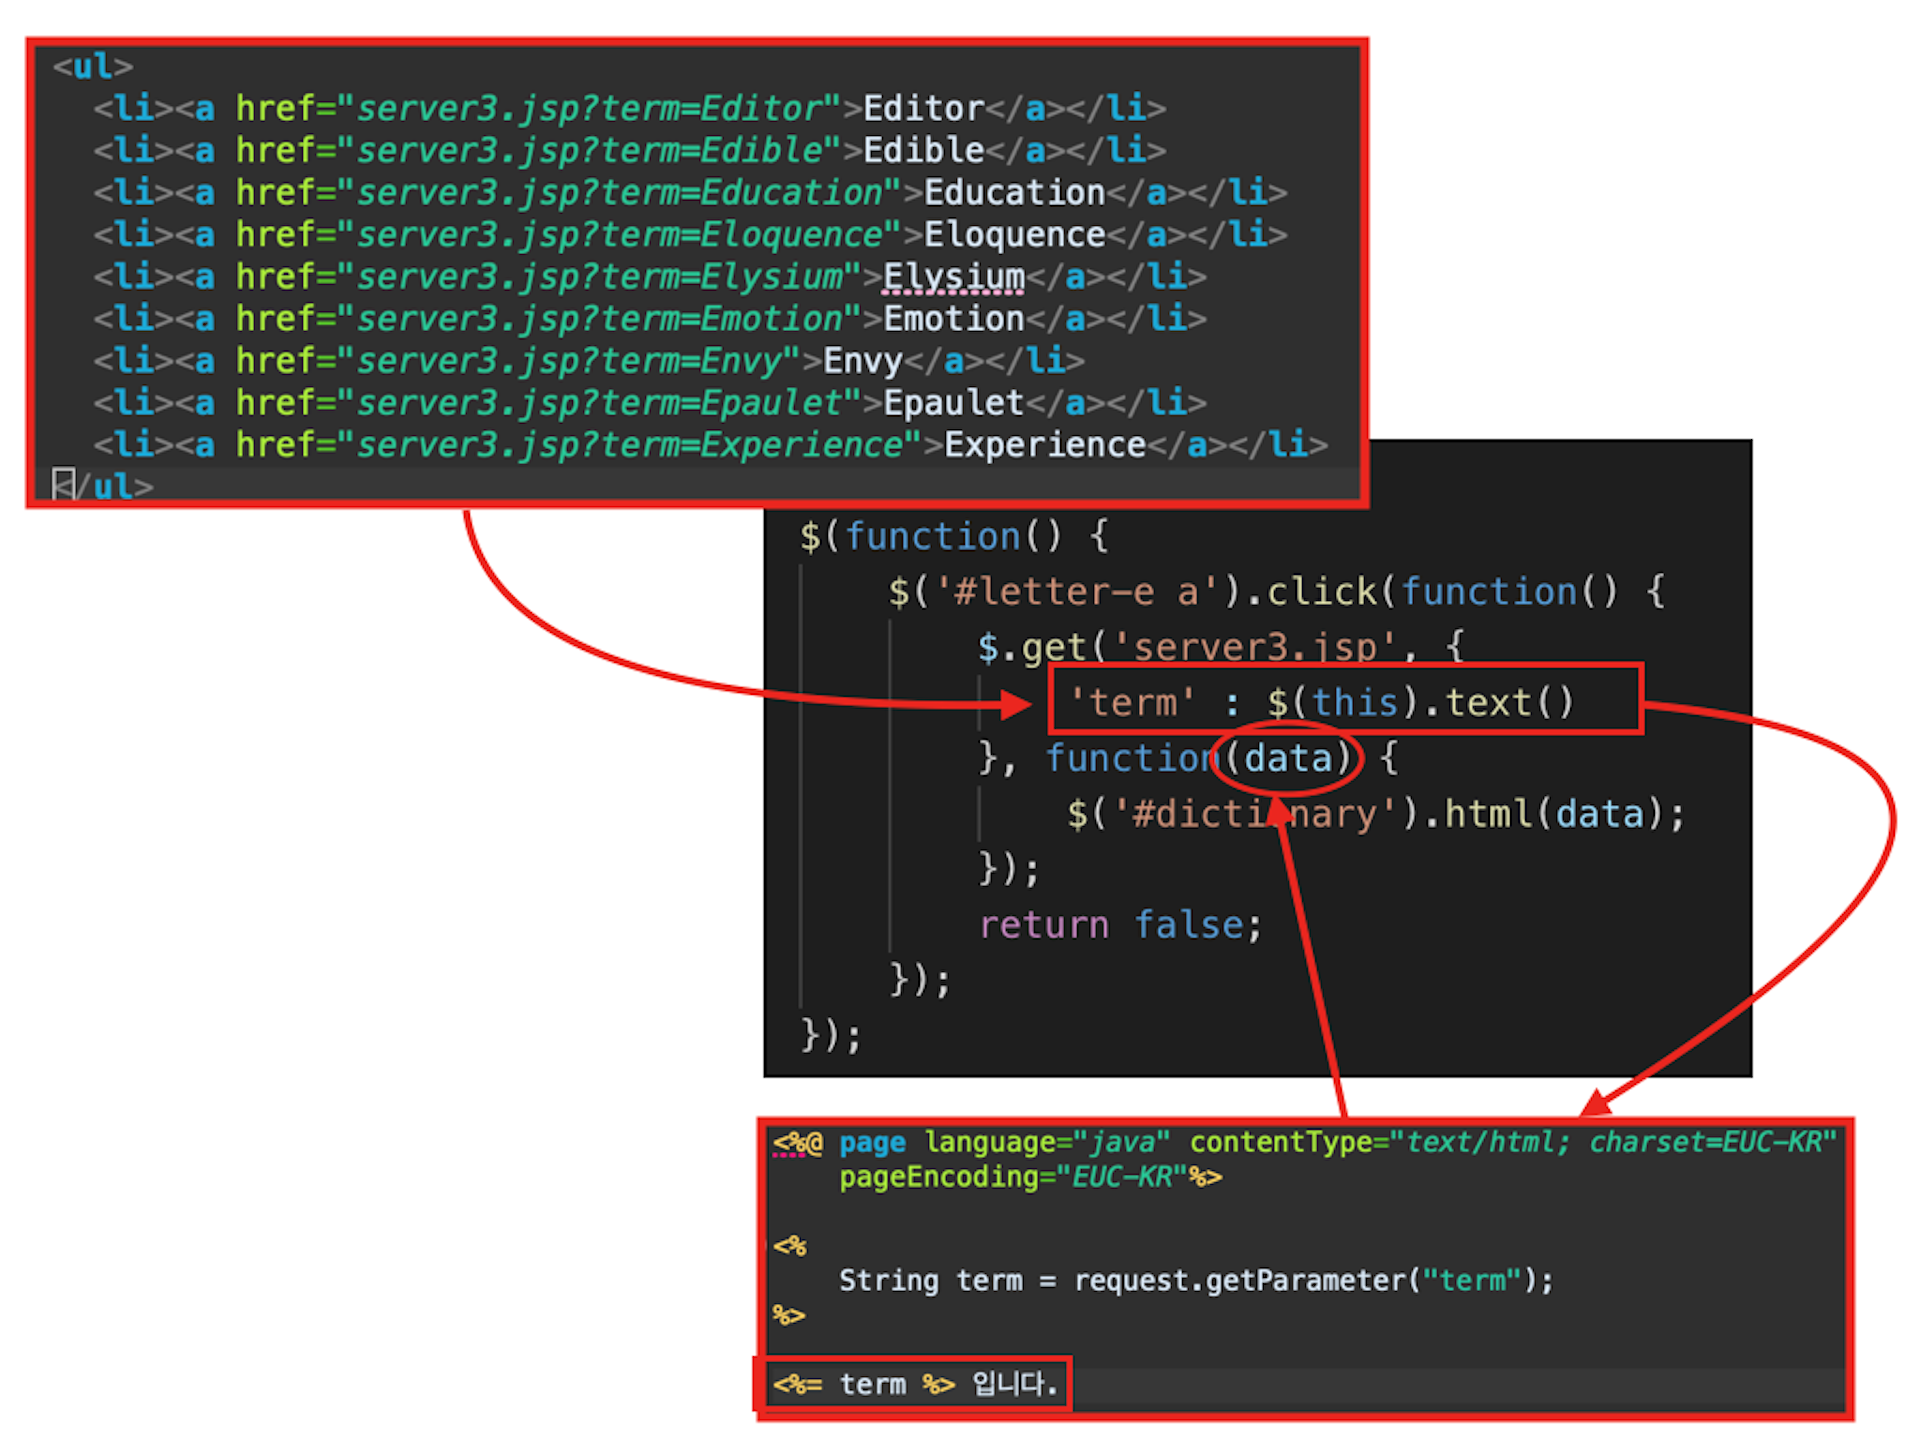 <ul>
<li><a href="server3.jsp?term=Editor">Editor</a></li>
<li><a href="server3.jsp?term=Edible">Edible</a></li>
<li><a href="server3.jsp?term=Education">Education</a></li>
<li><a href="server3.jsp?term=Eloquence">Eloquence</a></li>
<li><a href="server3.jsp?term=Elysium">Elysium</a></li>
<li><a href="server3.jsp?term=Emotion">Emotion</a></li>
<li><a href="server3.jsp?term=Envy">Envy</a></li>
<li><a href="server3.jsp?term=Epaulet">Epaulet</a></li>
<li><a href="server3.jsp?term=Experience">Experience</a></li>
</ul>
$(function() {
$('#letter-e a').click(function() {
$.get('server3.jsp', {
'term' : $(this).text()
}, function(data) {
$('#dictionary').html(data);
});
return false;
});
});
<%@ page language="java" contentType="text/html; charset=EUC-KR"
pageEncoding="EUC-KR"%>
<%
String term = request.getParameter("term");
%>
<%= term %> 입니다.